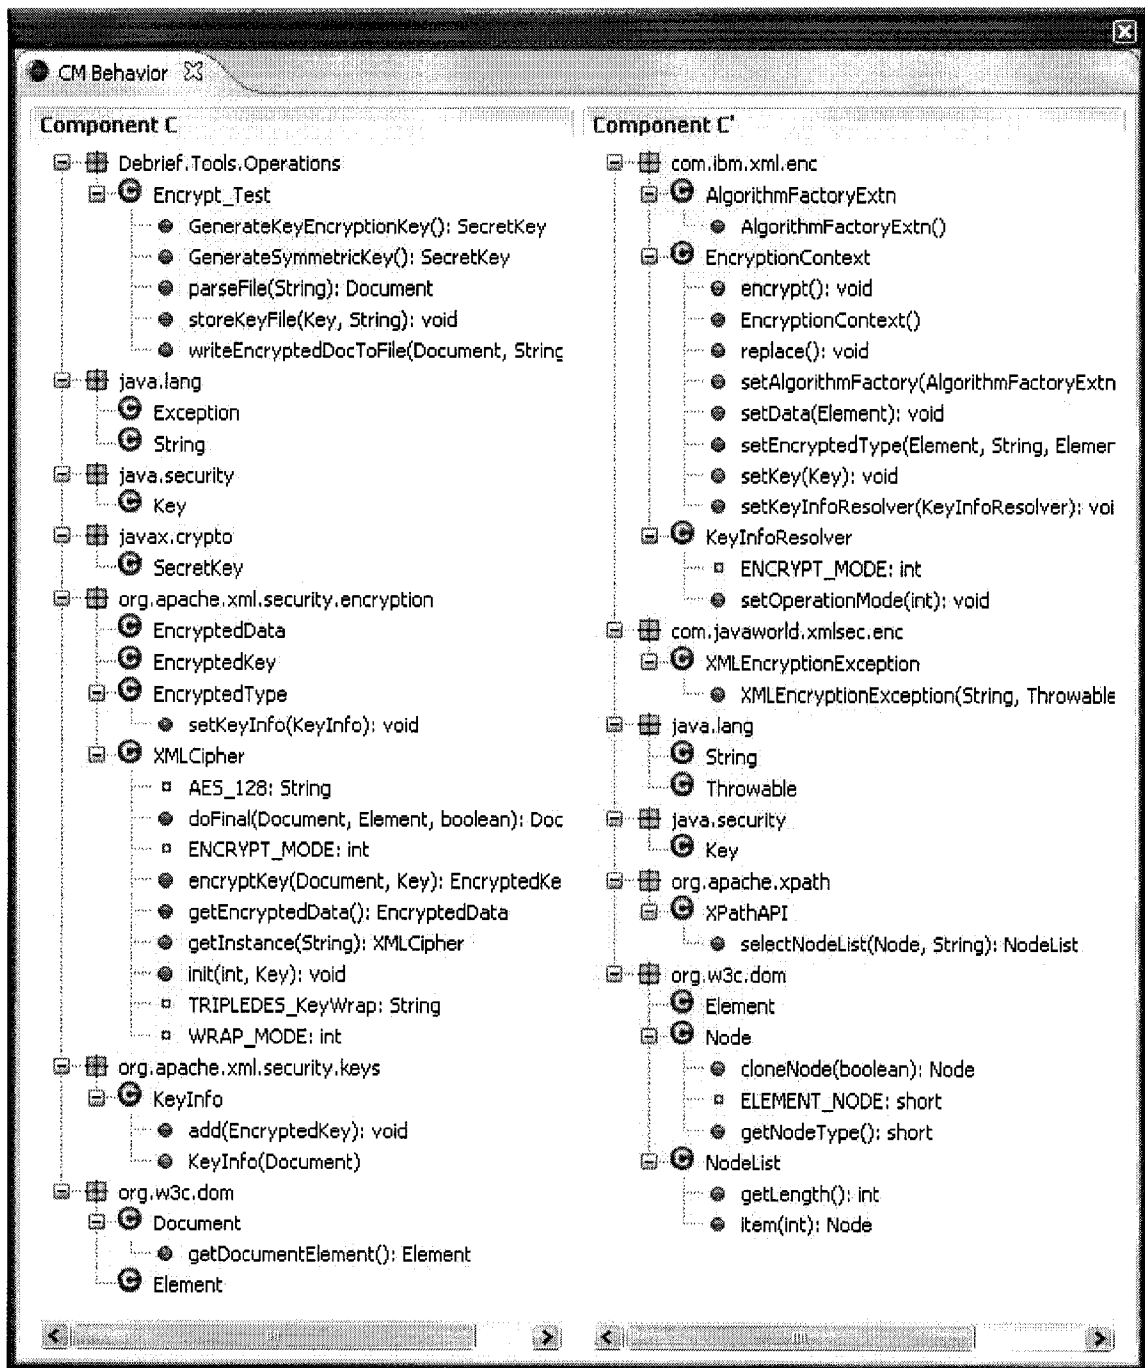 CM Behavior
Component C
Debrief.Tools.Operations
Encrypt_Test
GenerateKeyEncryptionKey(): SecretKey
GenerateSymmetricKey(): SecretKey
parseFile(String): Document
storeKeyFile(Key, String): void
writeEncryptedDocToFile(Document, String
java.lang
Exception
String
java.security
Key
javax.crypto
SecretKey
org.apache.xml.security.encryption
EncryptedData
EncryptedKey
EncryptedType
setKeyInfo(KeyInfo): void
XMLCipher
AES_128: String
doFinal(Document, Element, boolean): Doc
ENCRYPT_MODE: int
encryptKey(Document, Key): EncryptedKe
getEncryptedData(): EncryptedData
getInstance(String): XMLCipher
init(int, Key): void
TRIPLEDES_KeyWrap: String
WRAP_MODE: int
org.apache.xml.security.keys
KeyInfo
add(EncryptedKey): void
KeyInfo(Document)
org.w3c.dom
Document
getDocumentElement(): Element
Element
Component C'
com.ibm.xml.enc
AlgorithmFactoryExtn
AlgorithmFactoryExtn()
EncryptionContext
encrypt(): void
EncryptionContext()
replace(): void
setAlgorithmFactory(AlgorithmFactoryExtn
setData(Element): void
setEncryptedType(Element, String, Elemen
setKey(Key): void
setKeyInfoResolver(KeyInfoResolver): voi
KeyInfoResolver
ENCRYPT_MODE: int
setOperationMode(int): void
com.javaworld.xmlsec.enc
XMLEncryptionException
XMLEncryptionException(String, Throwable
java.lang
String
Throwable
java.security
Key
org.apache.xpath
XPathAPI
selectNodeList(Node, String): NodeList
org.w3c.dom
Element
Node
cloneNode(boolean): Node
ELEMENT_NODE: short
getNodeType(): short
NodeList
getLength(): int
item(int): Node